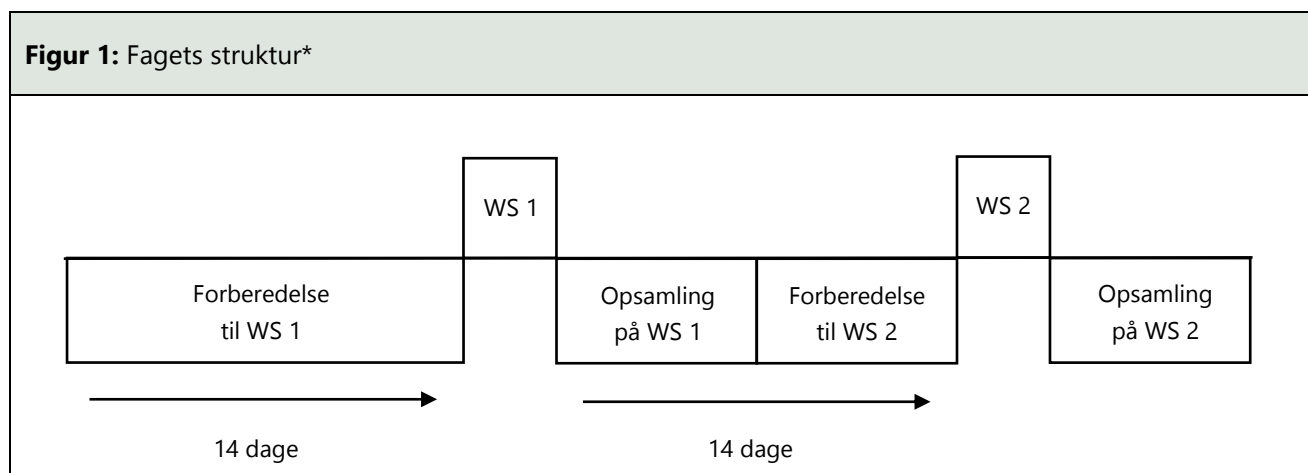 Figur 1: Fagets struktur*
WS 1
WS 2
Forberedelse
til WS 1
Opsamling
på WS 1
Forberedelse
til WS 2
Opsamling
på WS 2
14 dage
14 dage